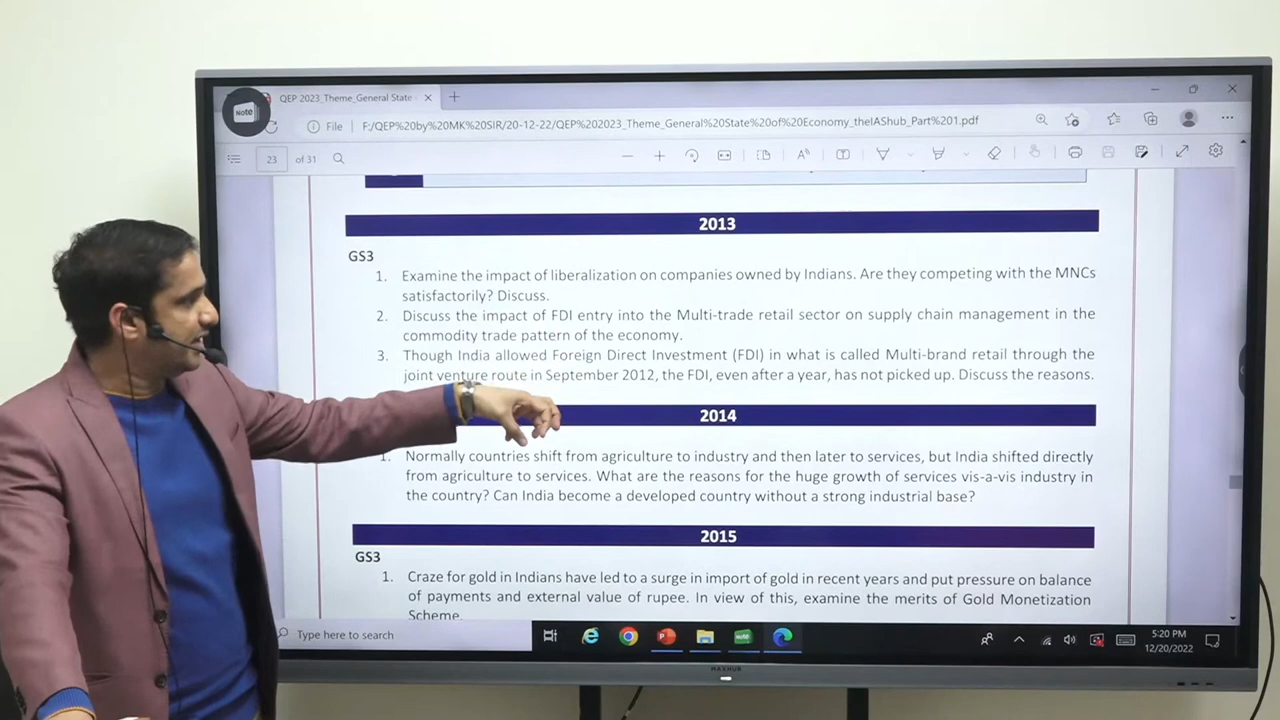 QEP 2023_Theme_General State
Note
File
F:/QEP%20by%20MK%20SIR/20-12-22/QEP%202023_Theme_General%20State%20of%20Economy_theIAShub_Part%201.pdf
23 of 31
2013
GS3
1. Examine the impact of liberalization on companies owned by Indians. Are they competing with the MNCs
satisfactorily? Discuss.
2. Discuss the impact of FDI entry into the Multi-trade retail sector on supply chain management in the
commodity trade pattern of the economy.
3. Though India allowed Foreign Direct Investment (FDI) in what is called Multi-brand retail through the
joint venture route in September 2012, the FDI, even after a year, has not picked up. Discuss the reasons.
2014
1. Normally countries shift from agriculture to industry and then later to services, but India shifted directly
from agriculture to services. What are the reasons for the huge growth of services vis-a-vis industry in
the country? Can India become a developed country without a strong industrial base?
2015
GS3
1. Craze for gold in Indians have led to a surge in import of gold in recent years and put pressure on balance
of payments and external value of rupee. In view of this, examine the merits of Gold Monetization
Scheme.
Type here to search
5:20 PM
12/20/2022
MAXHUB